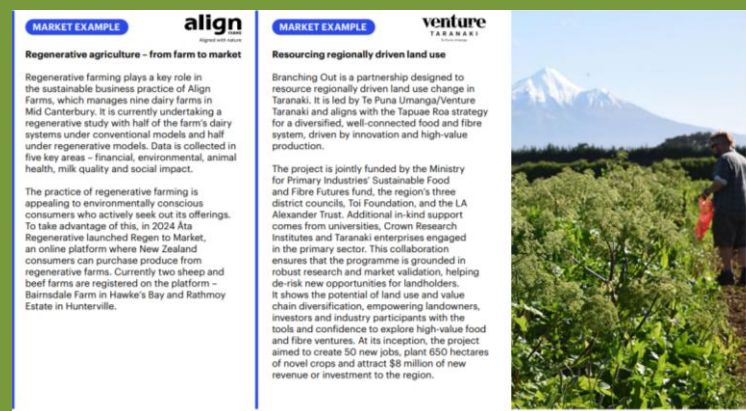 MARKET EXAMPLE
align
FARMS
Aligned with nature
Regenerative agriculture – from farm to market
Regenerative farming plays a key role in
the sustainable business practice of Align
Farms, which manages nine dairy farms in
Mid Canterbury. It is currently undertaking a
regenerative study with half of the farm's dairy
systems under conventional models and half
under regenerative models. Data is collected in
five key areas – financial, environmental, animal
health, milk quality and social impact.
The practice of regenerative farming is
appealing to environmentally conscious
consumers who actively seek out its offerings.
To take advantage of this, in 2024 Āta
Regenerative launched Regen to Market,
an online platform where New Zealand
consumers can purchase produce from
regenerative farms. Currently two sheep and
beef farms are registered on the platform –
Bairnsdale Farm in Hawke's Bay and Rathmoy
Estate in Hunterville.
MARKET EXAMPLE
venture
TARANAKI
Te Puna Umanga
Resourcing regionally driven land use
Branching Out is a partnership designed to
resource regionally driven land use change in
Taranaki. It is led by Te Puna Umanga/Venture
Taranaki and aligns with the Tapuae Roa strategy
for a diversified, well-connected food and fibre
system, driven by innovation and high-value
production.
The project is jointly funded by the Ministry
for Primary Industries' Sustainable Food
and Fibre Futures fund, the region's three
district councils, Toi Foundation, and the LA
Alexander Trust. Additional in-kind support
comes from universities, Crown Research
Institutes and Taranaki enterprises engaged
in the primary sector. This collaboration
ensures that the programme is grounded in
robust research and market validation, helping
de-risk new opportunities for landholders.
It shows the potential of land use and value
chain diversification, empowering landowners,
investors and industry participants with the
tools and confidence to explore high-value food
and fibre ventures. At its inception, the project
aimed to create 50 new jobs, plant 650 hectares
of novel crops and attract $8 million of new
revenue or investment to the region.